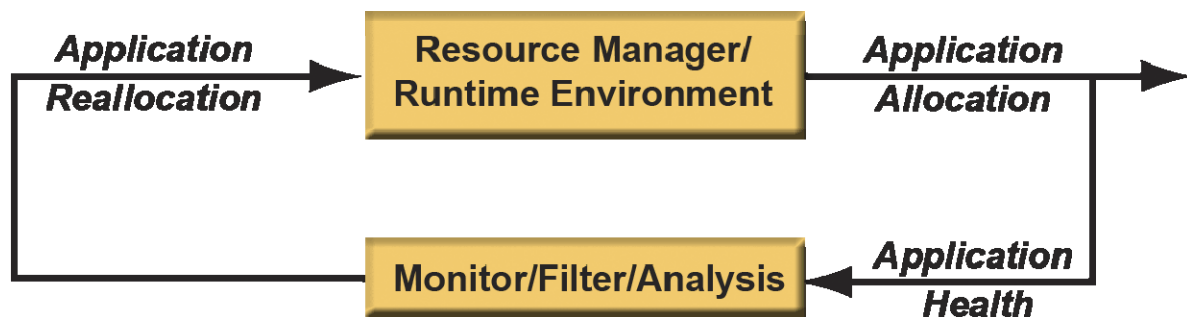 Application
Reallocation
Resource Manager/
Runtime Environment
Application
Allocation
Monitor/Filter/Analysis
Application
Health